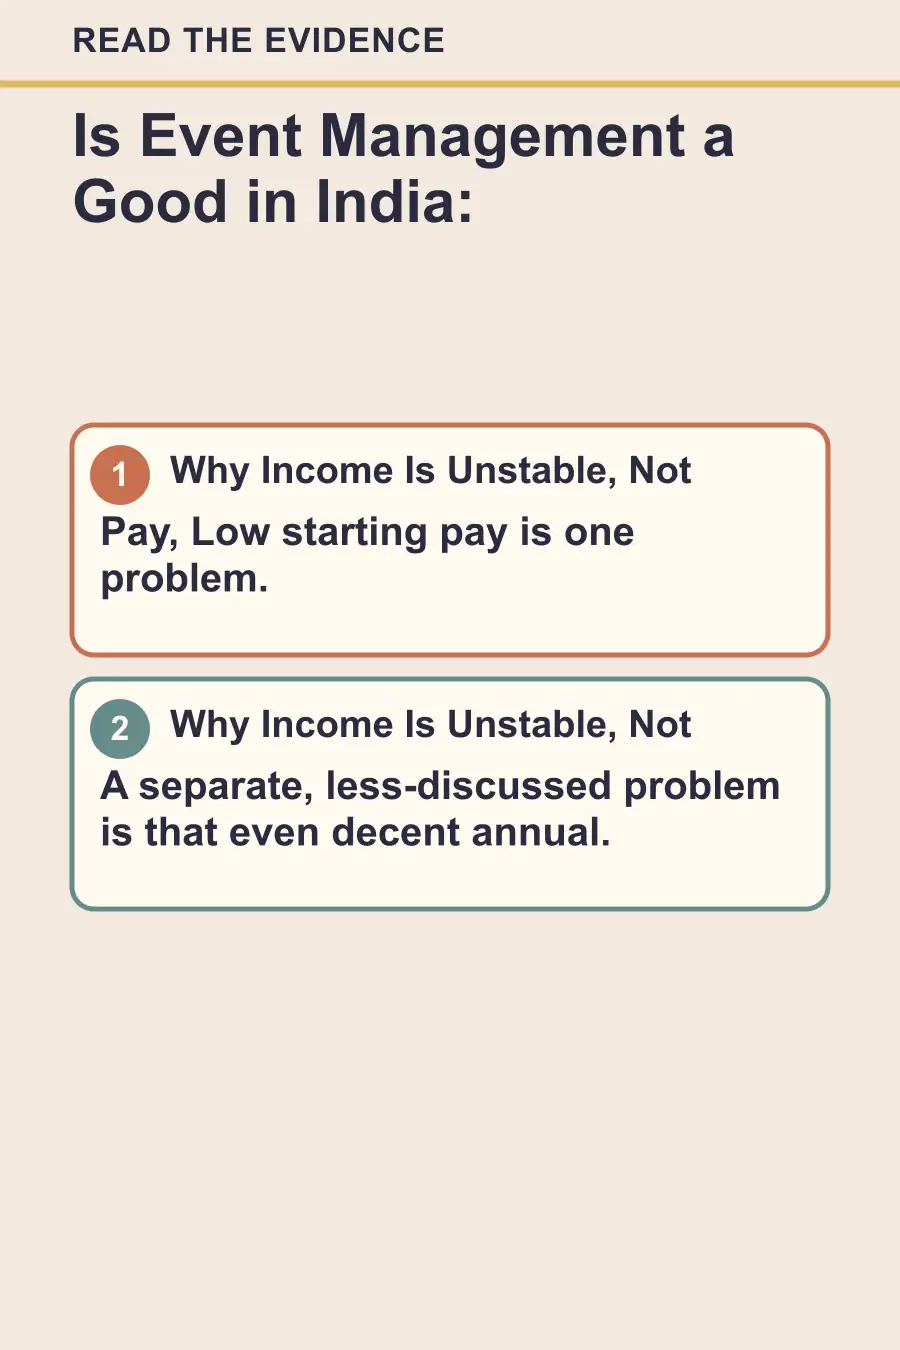 READ THE EVIDENCE
Is Event Management a
Good in India:
1 Why Income Is Unstable, Not
Pay, Low starting pay is one
problem.
2 Why Income Is Unstable, Not
A separate, less-discussed problem
is that even decent annual.